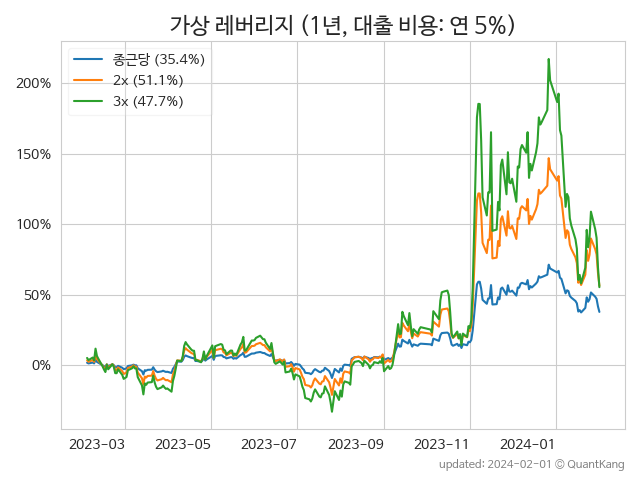 가상 레버리지 (1년, 대출 비용: 연 5%)
종근당 (35.4%)
2x (51.1%)
3x (47.7%)
200%
150%
100%
50%
0%
2023-03 2023-05 2023-07 2023-09 2023-11 2024-01
updated: 2024-02-01 © QuantKang